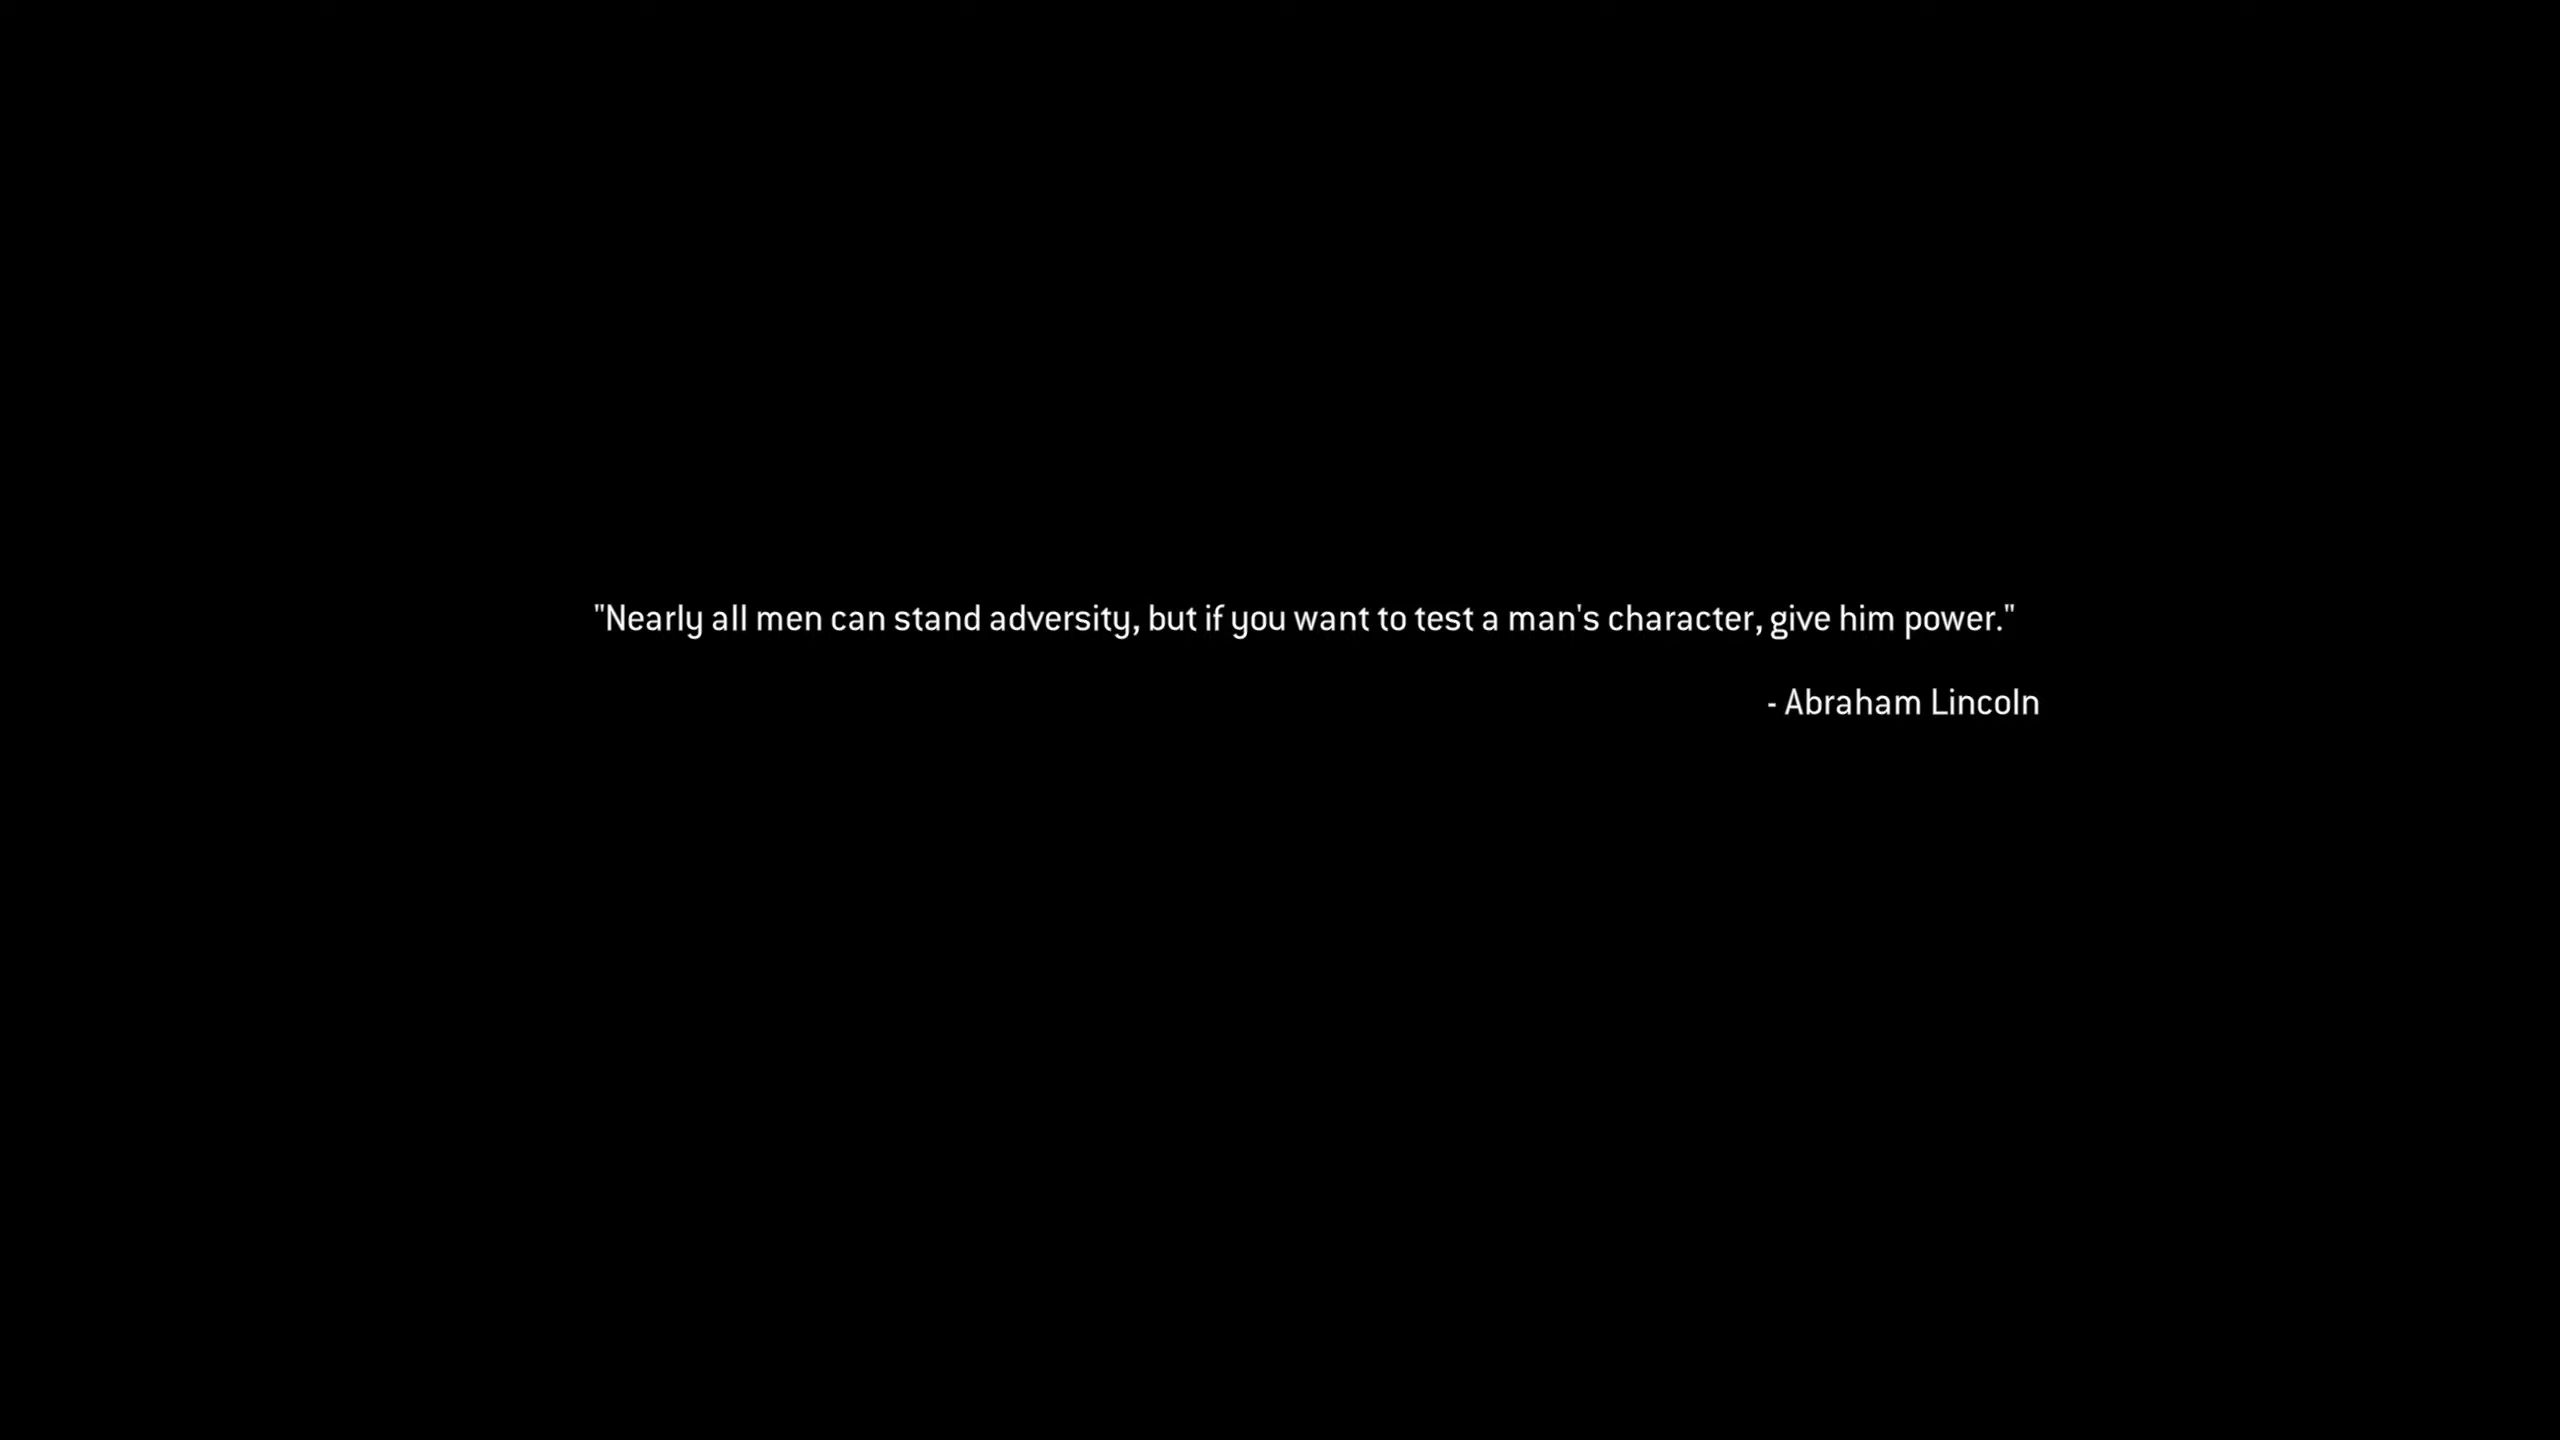 "Nearly all men can stand adversity, but if you want to test a man's character, give him power."
- Abraham Lincoln